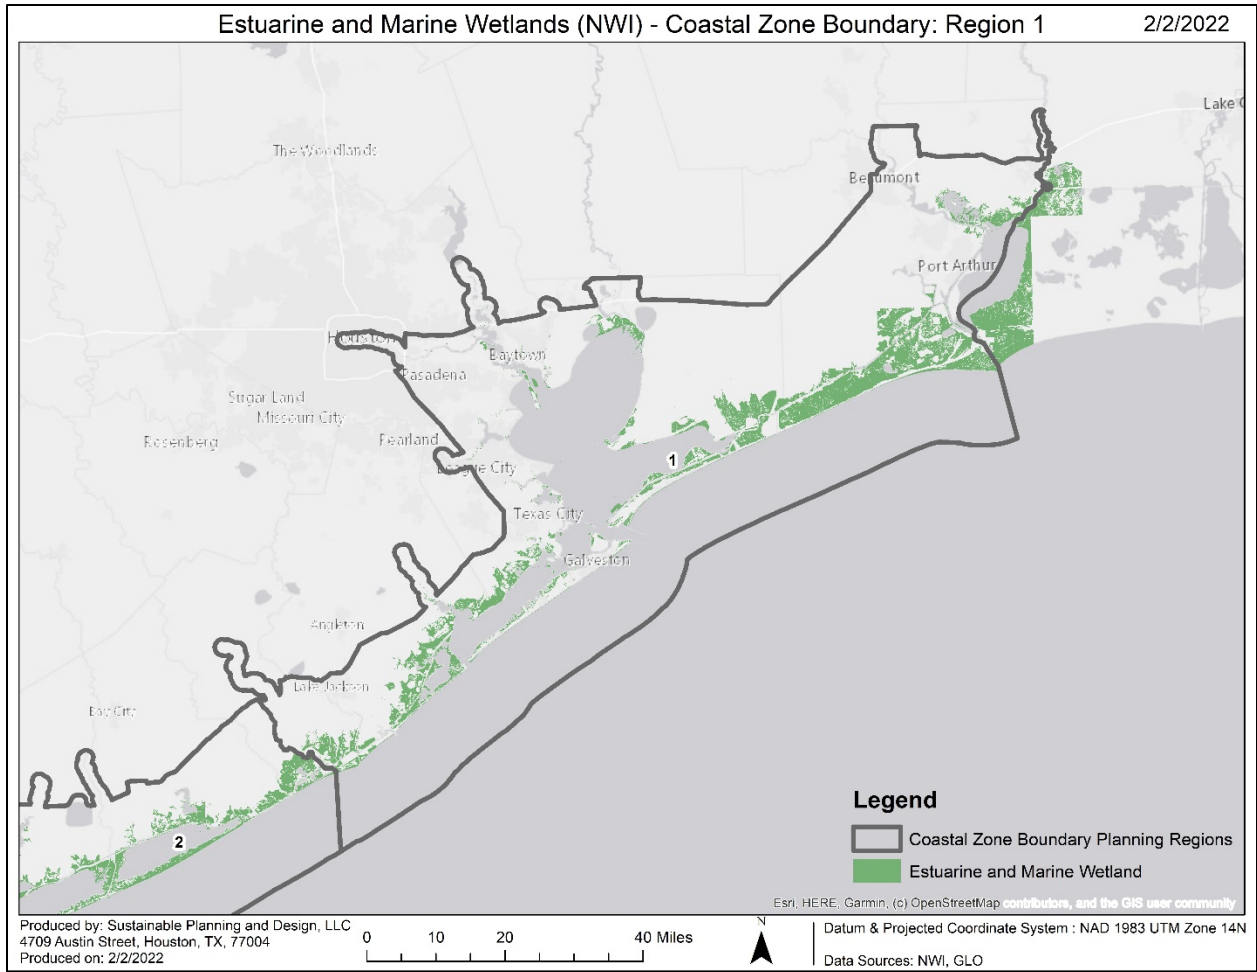 Estuarine and Marine Wetlands (NWI) - Coastal Zone Boundary: Region 1
2/2/2022
Lake C
The Woodlands
Beaumont
Port Arthur
Houston
Baytown
Pasadena
Sugar Land
Missouri City
Rosenberg
Pearland
League City
1
Texas City
Galveston
Angleton
Lake Jackson
Bay City
2
Legend
Coastal Zone Boundary Planning Regions
Estuarine and Marine Wetland
Esri, HERE, Garmin, (c) OpenStreetMap contributors, and the GIS user community
Produced by: Sustainable Planning and Design, LLC
4709 Austin Street, Houston, TX, 77004
Produced on: 2/2/2022
0 10 20 40 Miles
N
Datum & Projected Coordinate System : NAD 1983 UTM Zone 14N
Data Sources: NWI, GLO